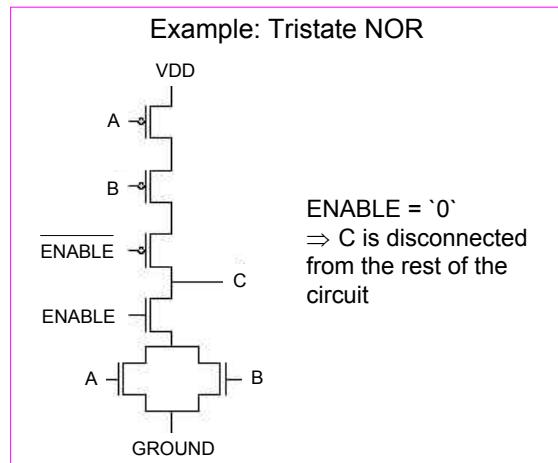 Example: Tristate NOR
VDD
A
B
ENABLE
C
ENABLE
A
B
GROUND
ENABLE = `0`
⇒ C is disconnected
from the rest of the
circuit